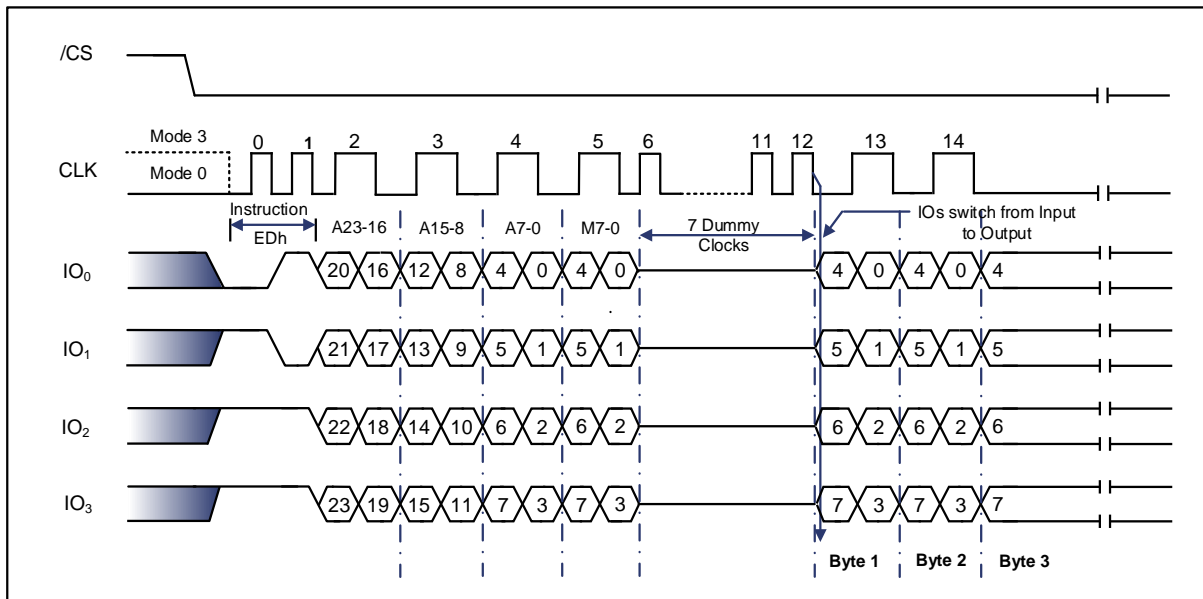 /CS
Mode 3
Mode 0
CLK
0 1 2 3 4 5 6 11 12 13 14
Instruction
EDh
A23-16 A15-8 A7-0 M7-0
7 Dummy
Clocks
IOs switch from Input
to Output
IO0 20 16 12 8 4 0 4 0 4 0 4 0 4
IO1 21 17 13 9 5 1 5 1 5 1 5 1 5
IO2 22 18 14 10 6 2 6 2 6 2 6 2 6
IO3 23 19 15 11 7 3 7 3 7 3 7 3 7
Byte 1 Byte 2 Byte 3